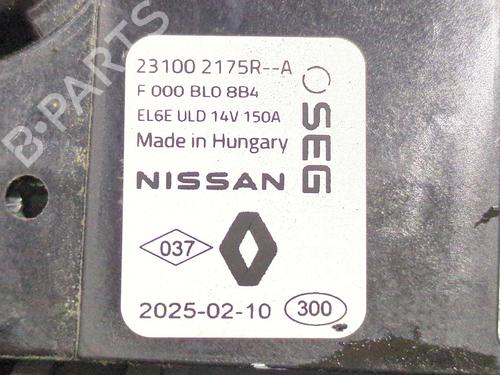 B-PARTS
23100 2175R--A
F 000 BL0 8B4
EL6E ULD 14V 150A
Made in Hungary
NISSAN
SEG
037
2025-02-10
300